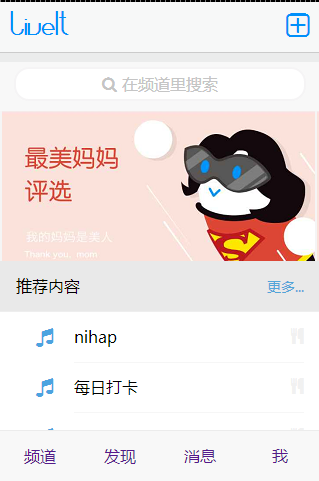 LiveIt
在频道里搜索
最美妈妈
评选
我的妈妈是美人
Thank you, mom
推荐内容 更多...
nihap
每日打卡
频道 发现 消息 我